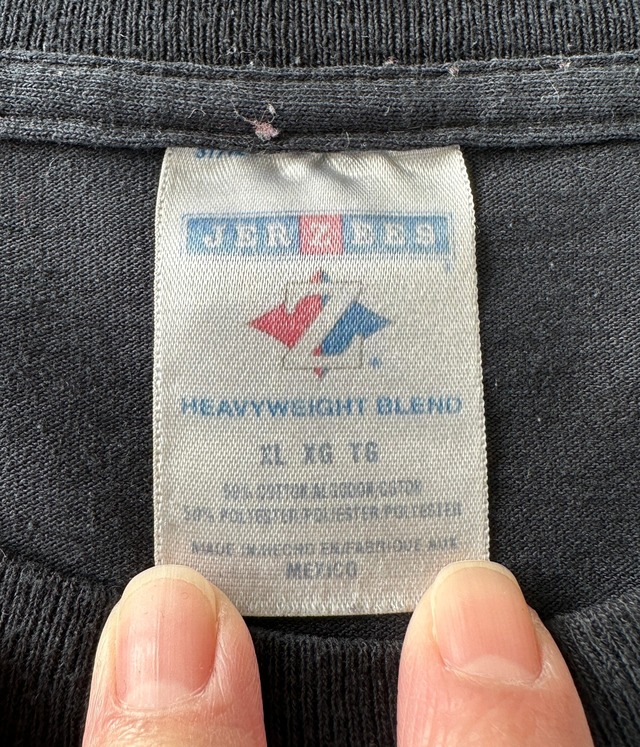 JERZEES
HEAVYWEIGHT BLEND
XL XG TG
50% COTTON/ALGODON/COTON
50% POLYESTER/POLIESTER/POLYESTER
MADE IN/HECHO EN/FABRIQUE AUX
MEXICO